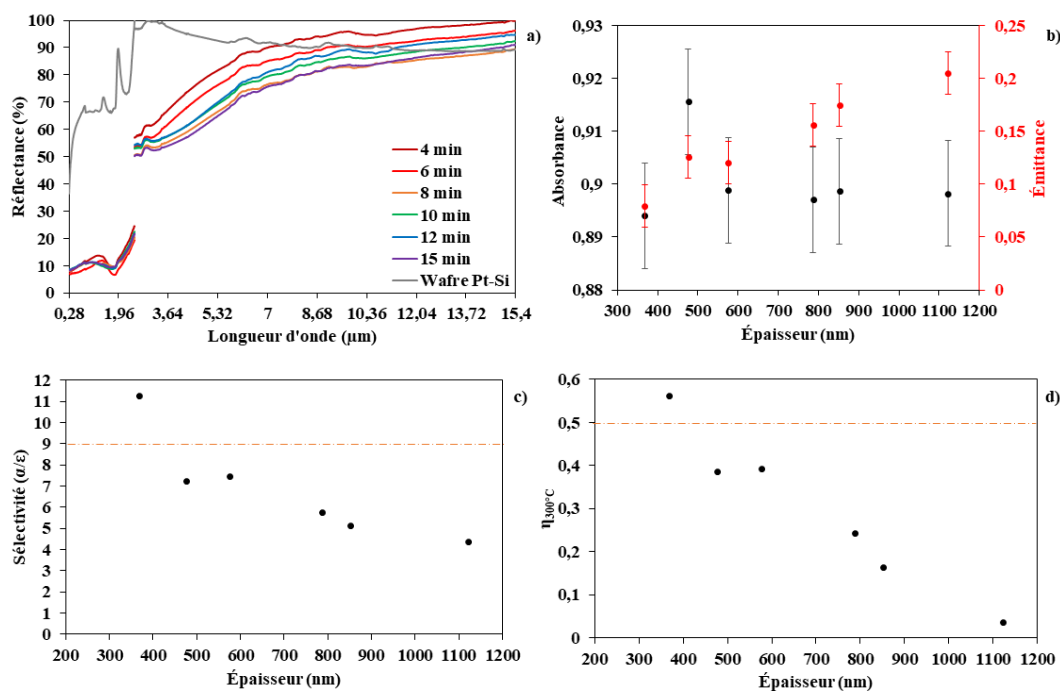 a)
100
90
80
70
60
50
40
30
20
10
0
Réflectance (%)
4 min
6 min
8 min
10 min
12 min
15 min
Wafre Pt-Si
0,28 1,96 3,64 5,32 7 8,68 10,36 12,04 13,72 15,4
Longueur d'onde (µm)
b)
0,93
0,92
0,91
0,9
0,89
0,88
Absorbance
0,25
0,2
0,15
0,1
0,05
0
Émittance
300 400 500 600 700 800 900 1000 1100 1200
Épaisseur (nm)
c)
12
11
10
9
8
7
6
5
4
3
2
1
0
Sélectivité (α/ε)
200 300 400 500 600 700 800 900 1000 1100 1200
Épaisseur (nm)
d)
0,6
0,5
0,4
0,3
0,2
0,1
0
η300°C
200 300 400 500 600 700 800 900 1000 1100 1200
Épaisseur (nm)